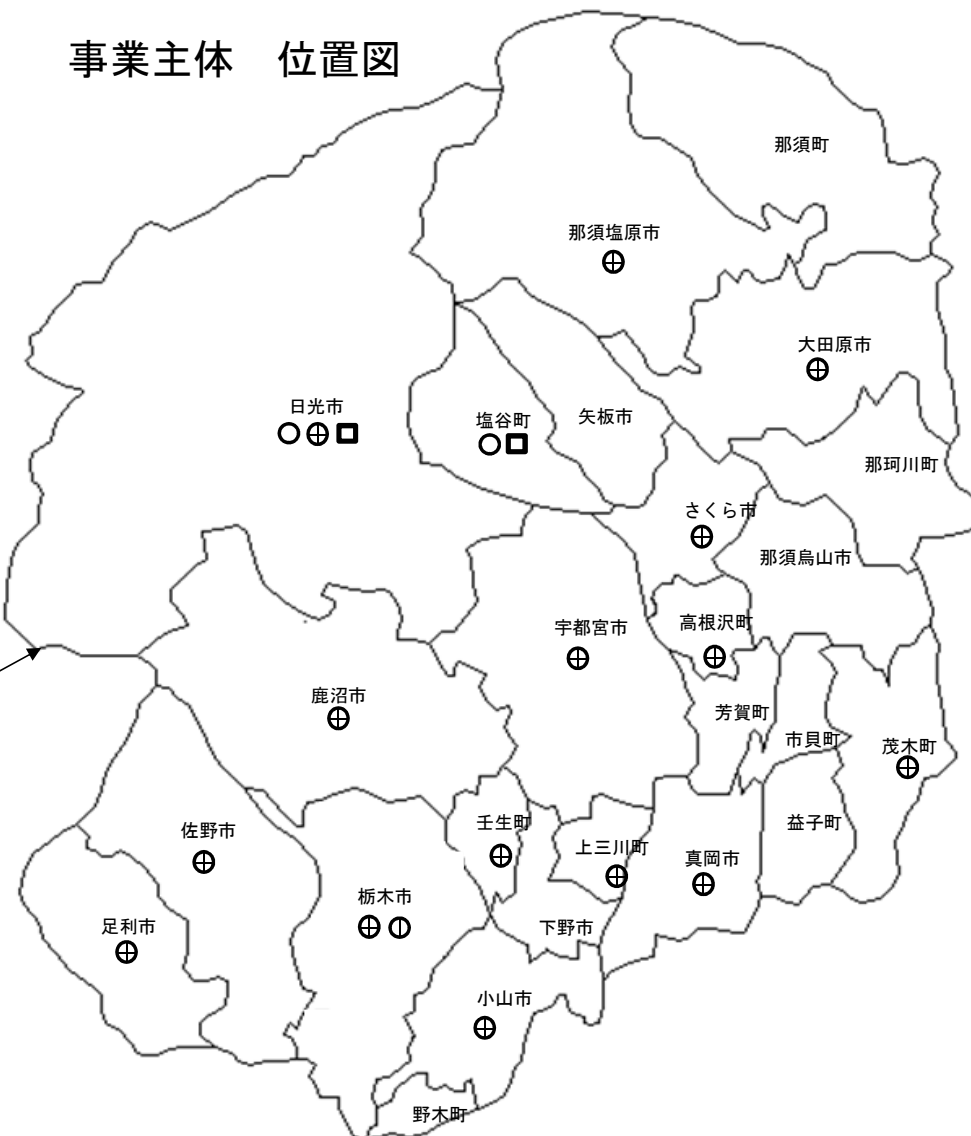 事業主体　位置図
那須町
那須塩原市
大田原市
日光市
塩谷町
矢板市
那珂川町
さくら市
那須烏山市
宇都宮市
高根沢町
鹿沼市
芳賀町
市貝町
茂木町
佐野市
壬生町
上三川町
真岡市
益子町
足利市
栃木市
下野市
小山市
野木町